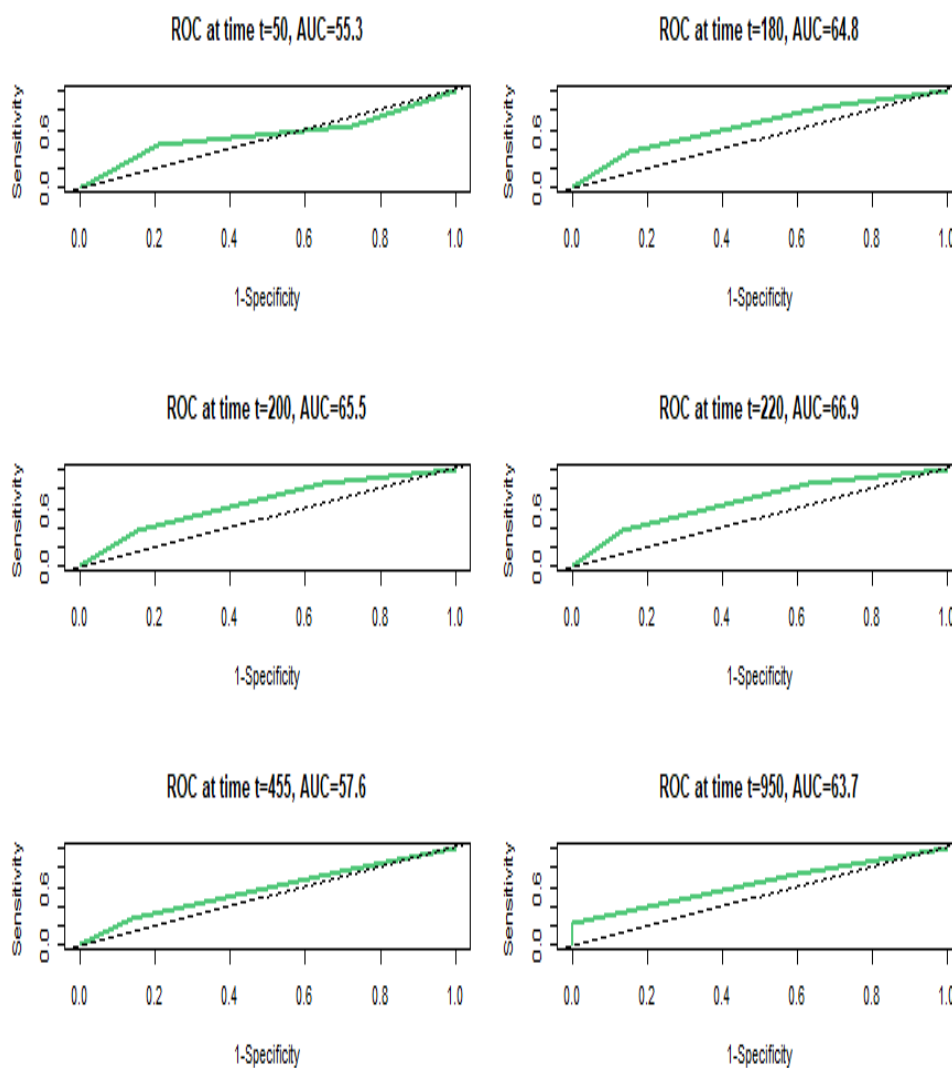 ROC at time t=50, AUC=55.3
Sensitivity
0.0 0.6
0.0 0.2 0.4 0.6 0.8 1.0
1-Specificity
ROC at time t=180, AUC=64.8
Sensitivity
0.0 0.6
0.0 0.2 0.4 0.6 0.8 1.0
1-Specificity
ROC at time t=200, AUC=65.5
Sensitivity
0.0 0.6
0.0 0.2 0.4 0.6 0.8 1.0
1-Specificity
ROC at time t=220, AUC=66.9
Sensitivity
0.0 0.6
0.0 0.2 0.4 0.6 0.8 1.0
1-Specificity
ROC at time t=455, AUC=57.6
Sensitivity
0.0 0.6
0.0 0.2 0.4 0.6 0.8 1.0
1-Specificity
ROC at time t=950, AUC=63.7
Sensitivity
0.0 0.6
0.0 0.2 0.4 0.6 0.8 1.0
1-Specificity